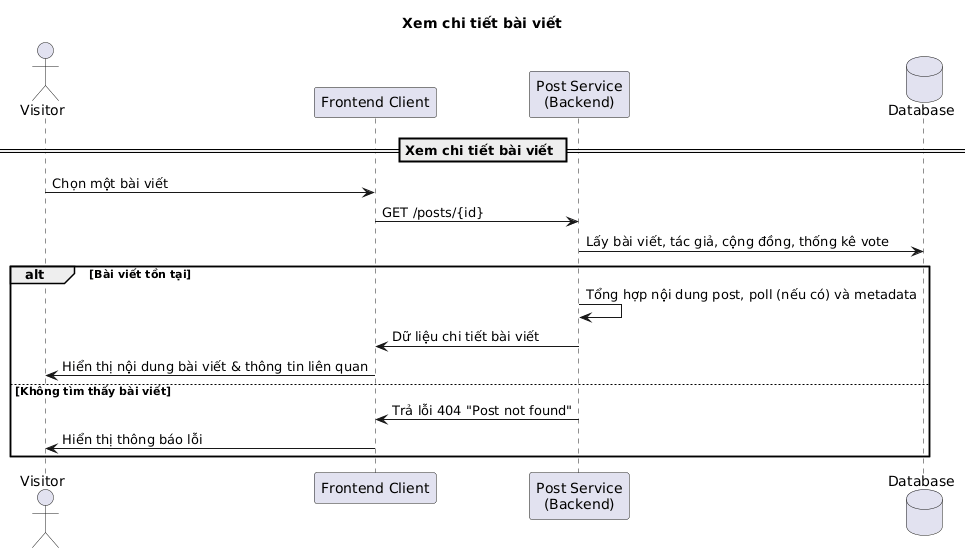 Xem chi tiết bài viết
Visitor
Frontend Client
Post Service
(Backend)
Database
Xem chi tiết bài viết
Chọn một bài viết
GET /posts/{id}
Lấy bài viết, tác giả, cộng đồng, thống kê vote
alt [Bài viết tồn tại]
Tổng hợp nội dung post, poll (nếu có) và metadata
Dữ liệu chi tiết bài viết
Hiển thị nội dung bài viết & thông tin liên quan
[Không tìm thấy bài viết]
Trả lỗi 404 "Post not found"
Hiển thị thông báo lỗi
Visitor
Frontend Client
Post Service
(Backend)
Database